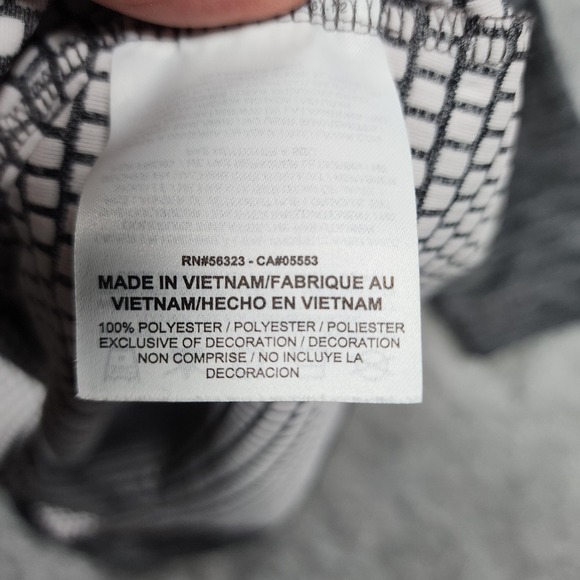 RN#56323 - CA#05553
MADE IN VIETNAM/FABRIQUE AU
VIETNAM/HECHO EN VIETNAM
100% POLYESTER / POLYESTER / POLIESTER
EXCLUSIVE OF DECORATION / DECORATION
NON COMPRISE / NO INCLUYE LA
DECORACION